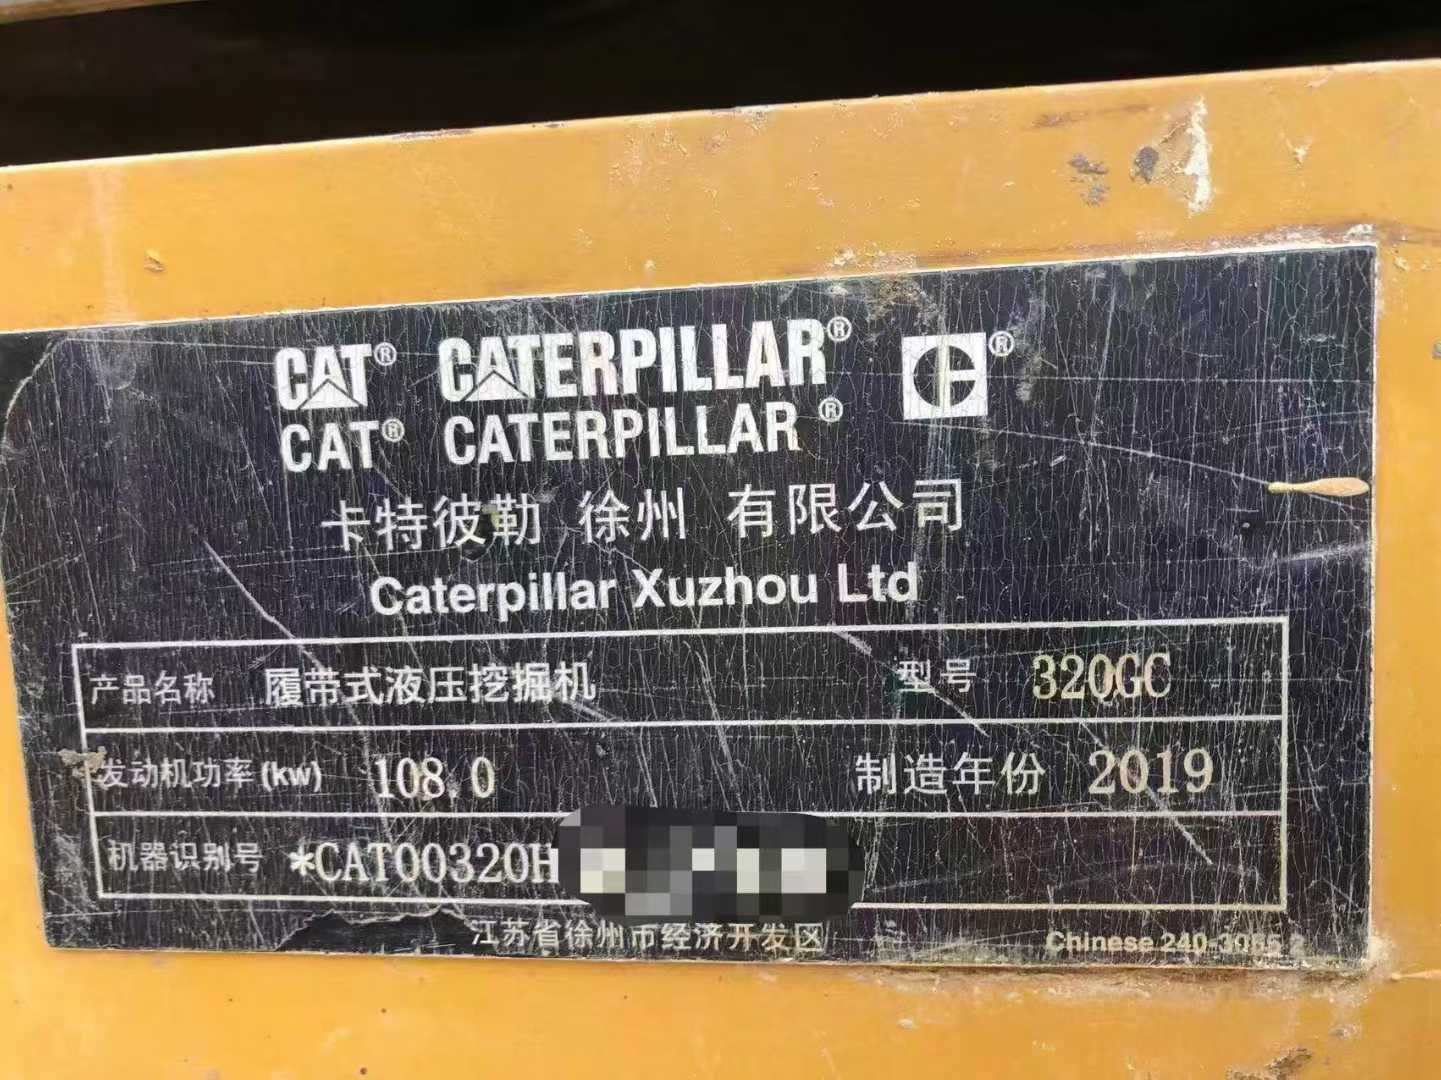 CAT® CATERPILLAR® C®
CAT® CATERPILLAR®
卡特彼勒 徐州 有限公司
Caterpillar Xuzhou Ltd
产品名称 履带式液压挖掘机 型号 320GC
发动机功率(kw) 108.0 制造年份 2019
机器识别号 *CAT00320H
江苏省徐州市经济开发区 Chinese 240-3955 2